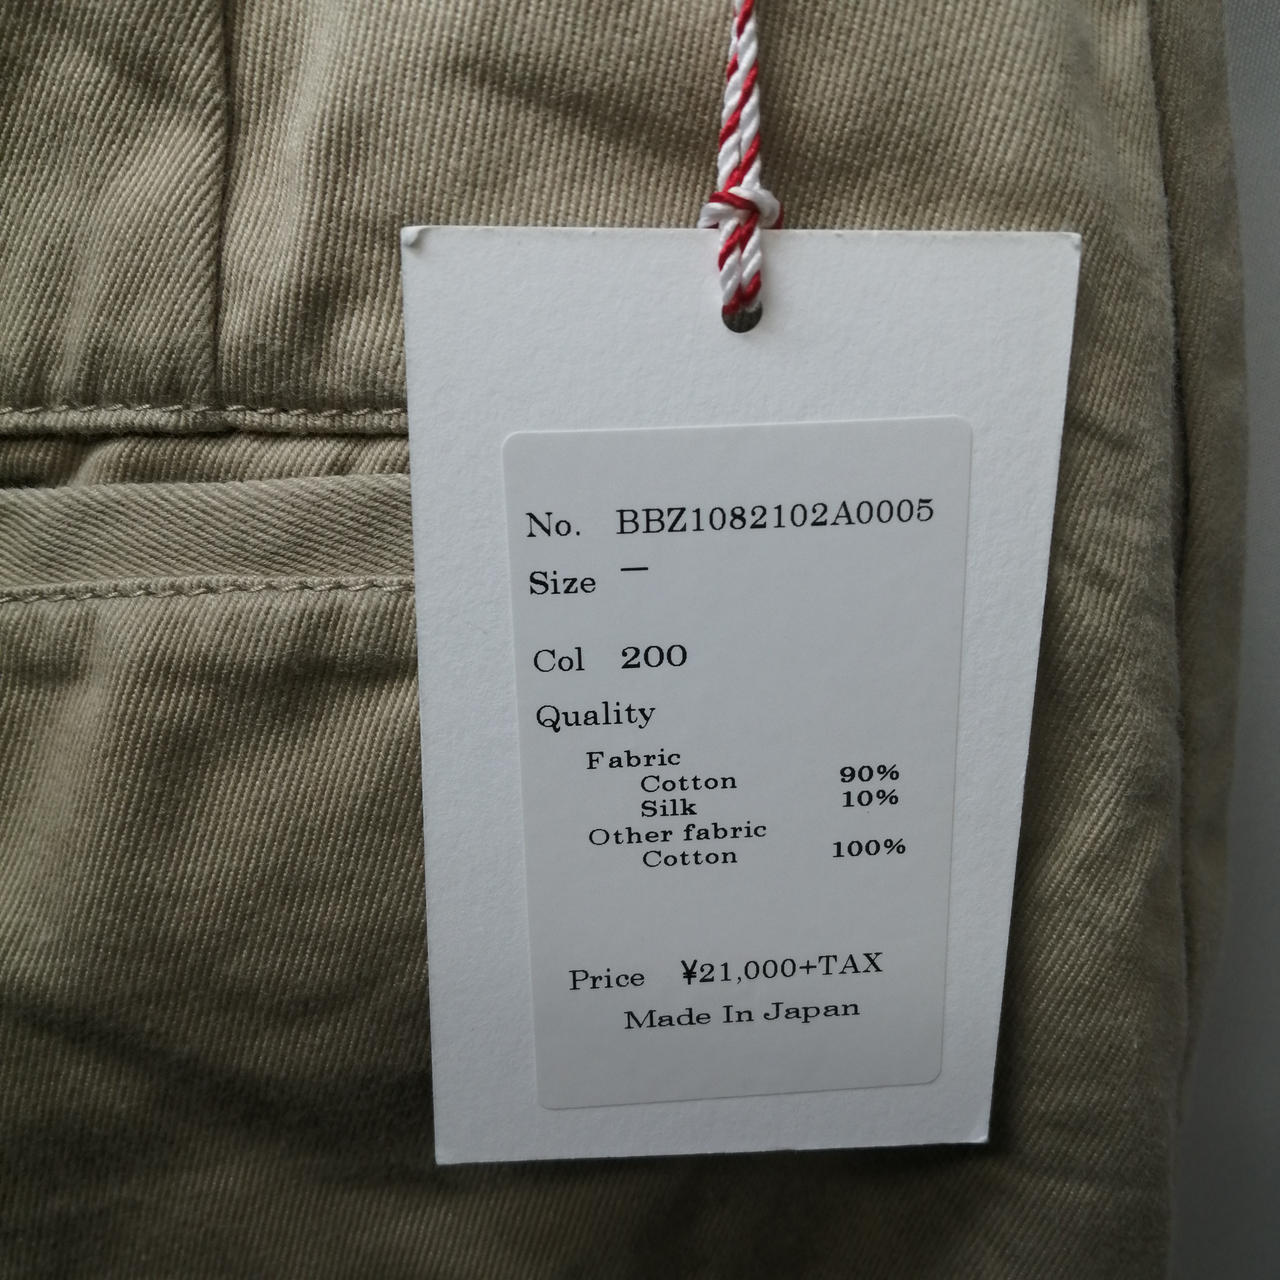 No. BBZ1082102A0005
Size —
Col 200
Quality
Fabric
Cotton 90%
Silk 10%
Other fabric
Cotton 100%
Price ¥21,000+TAX
Made In Japan